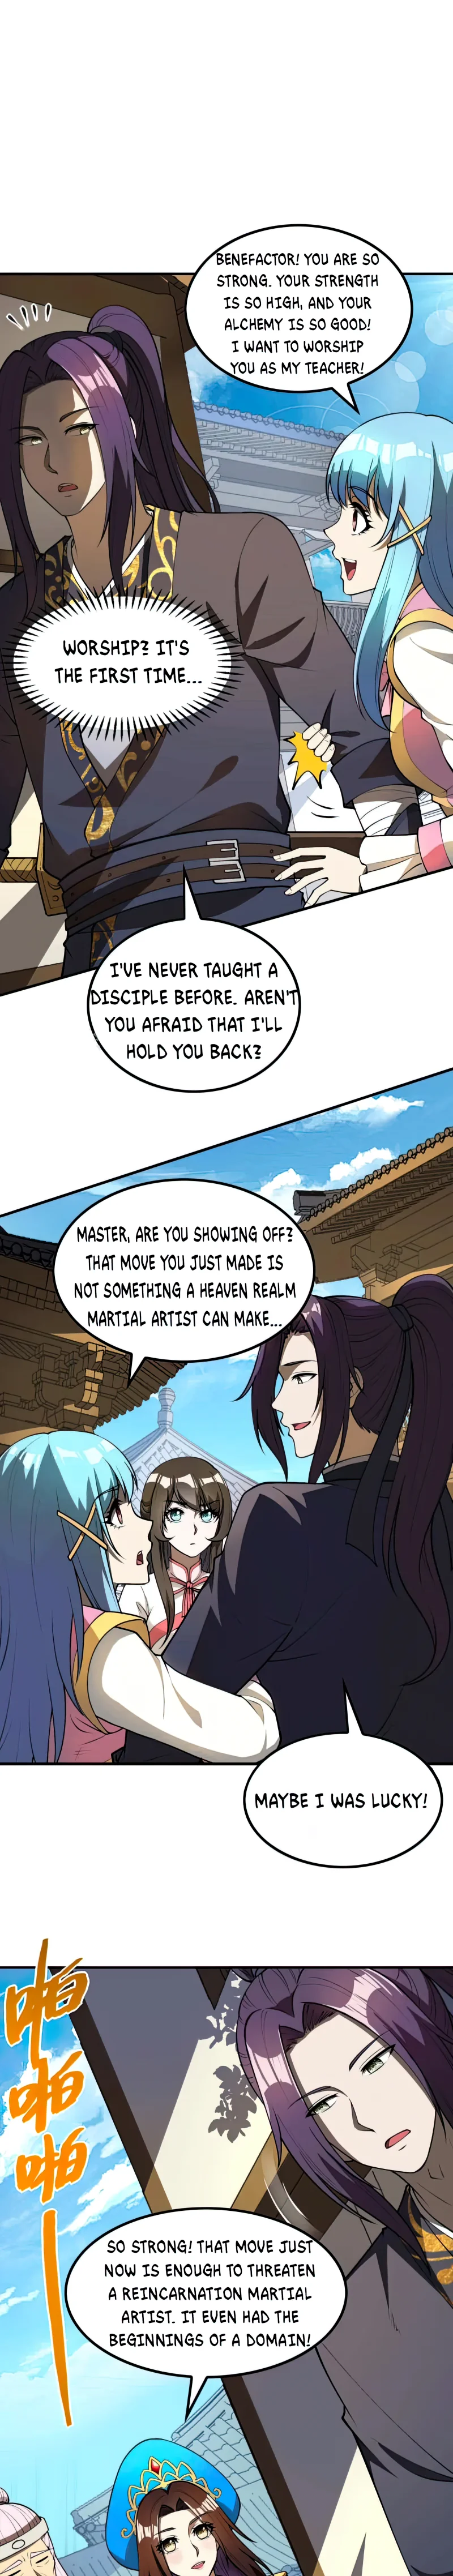 BENEFACTOR! YOU ARE SO
STRONG. YOUR STRENGTH
IS SO HIGH, AND YOUR
ALCHEMY IS SO GOOD!
I WANT TO WORSHIP
YOU AS MY TEACHER!
WORSHIP? IT'S
THE FIRST TIME...
I'VE NEVER TAUGHT A
DISCIPLE BEFORE. AREN'T
YOU AFRAID THAT I'LL
HOLD YOU BACK?
MASTER, ARE YOU SHOWING OFF?
THAT MOVE YOU JUST MADE IS
NOT SOMETHING A HEAVEN REALM
MARTIAL ARTIST CAN MAKE...
MAYBE I WAS LUCKY!
啪
啪
啪
SO STRONG! THAT MOVE JUST
NOW IS ENOUGH TO THREATEN
A REINCARNATION MARTIAL
ARTIST. IT EVEN HAD THE
BEGINNINGS OF A DOMAIN!